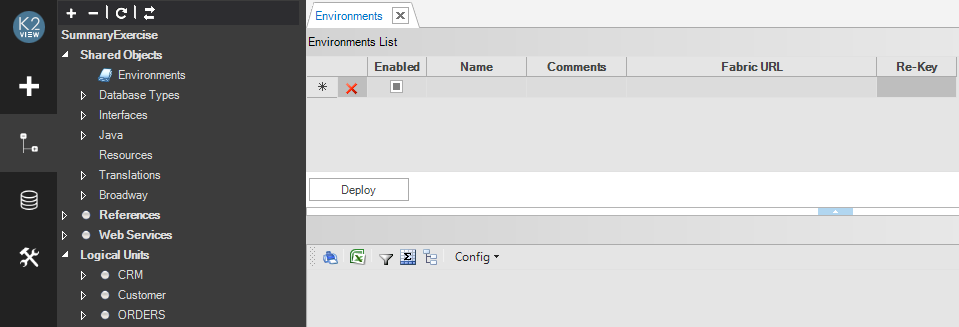 K2
VIEW
SummaryExercise
Shared Objects
Environments
Database Types
Interfaces
Java
Resources
Translations
Broadway
References
Web Services
Logical Units
CRM
Customer
ORDERS
Environments
Environments List
Enabled Name Comments Fabric URL Re-Key
Deploy
Config